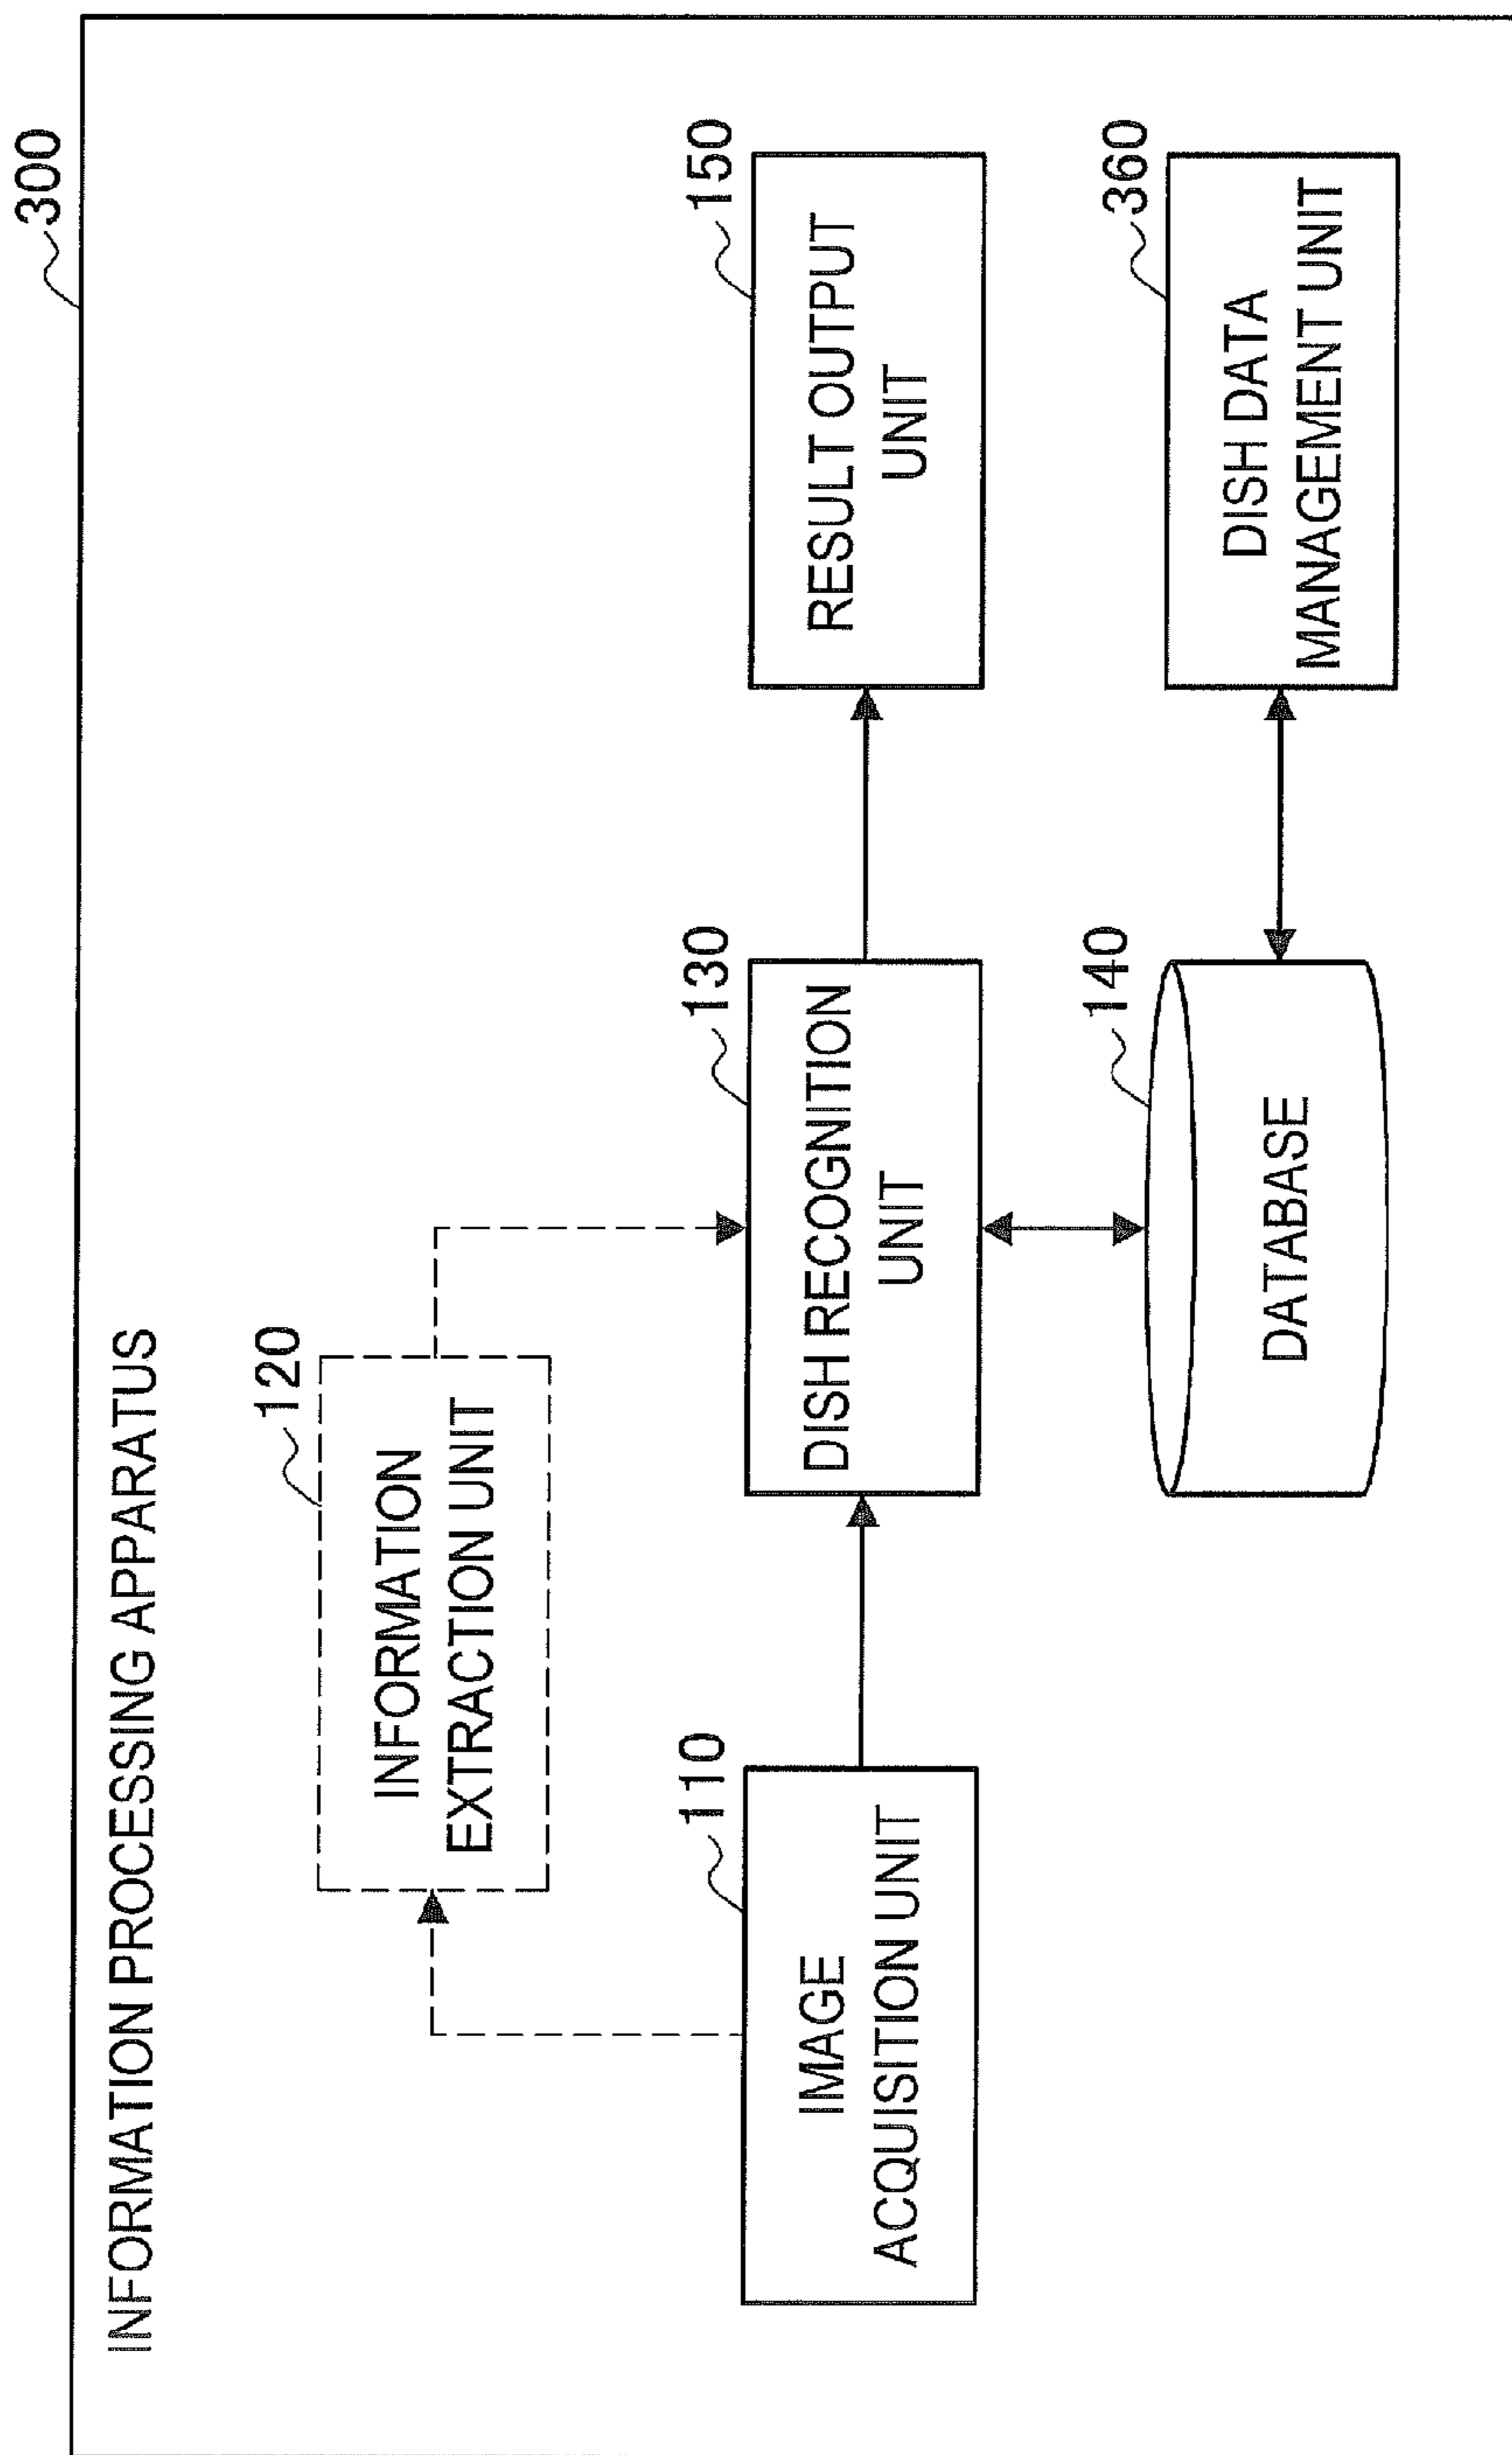 300
INFORMATION PROCESSING APPARATUS
120
INFORMATION
EXTRACTION UNIT
110
IMAGE
ACQUISITION UNIT
130
DISH RECOGNITION
UNIT
150
RESULT OUTPUT
UNIT
140
DATABASE
360
DISH DATA
MANAGEMENT UNIT